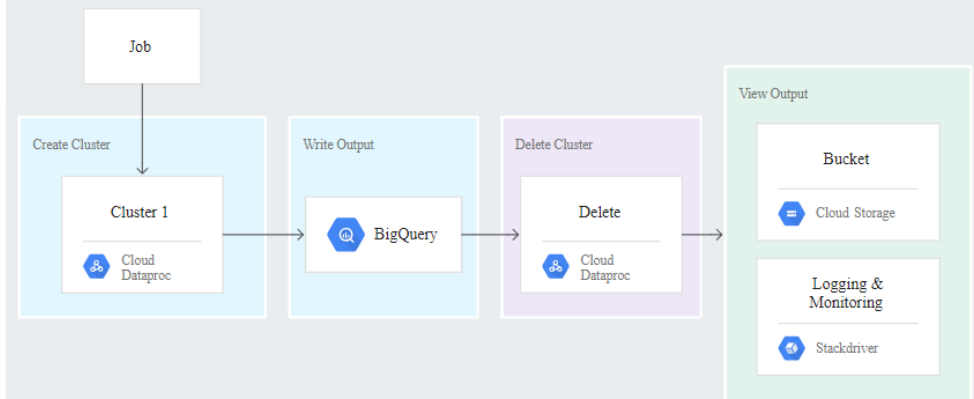 Job
Create Cluster
Cluster 1
Cloud
Dataproc
Write Output
BigQuery
Delete Cluster
Delete
Cloud
Dataproc
View Output
Bucket
Cloud Storage
Logging &
Monitoring
Stackdriver